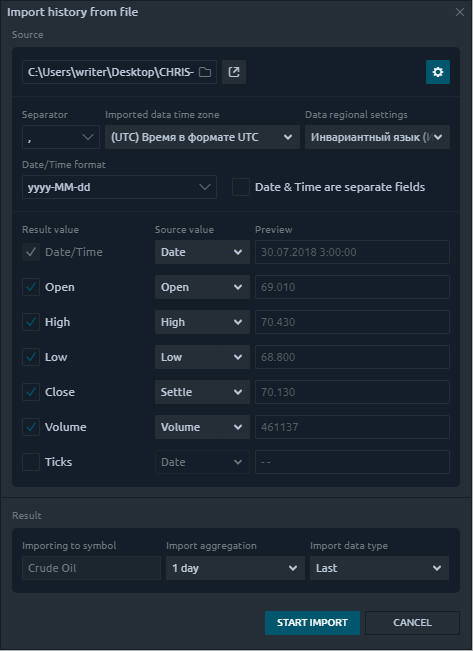 Import history from file
Source
C:\Users\writer\Desktop\CHRIS-
Separator Imported data time zone Data regional settings
, (UTC) Время в формате UTC Инвариантный язык (И
Date/Time format
yyyy-MM-dd Date & Time are separate fields
Result value Source value Preview
Date/Time Date 30.07.2018 3:00:00
Open Open 69.010
High High 70.430
Low Low 68.800
Close Settle 70.130
Volume Volume 461137
Ticks Date - -
Result
Importing to symbol Import aggregation Import data type
Crude Oil 1 day Last
START IMPORT CANCEL